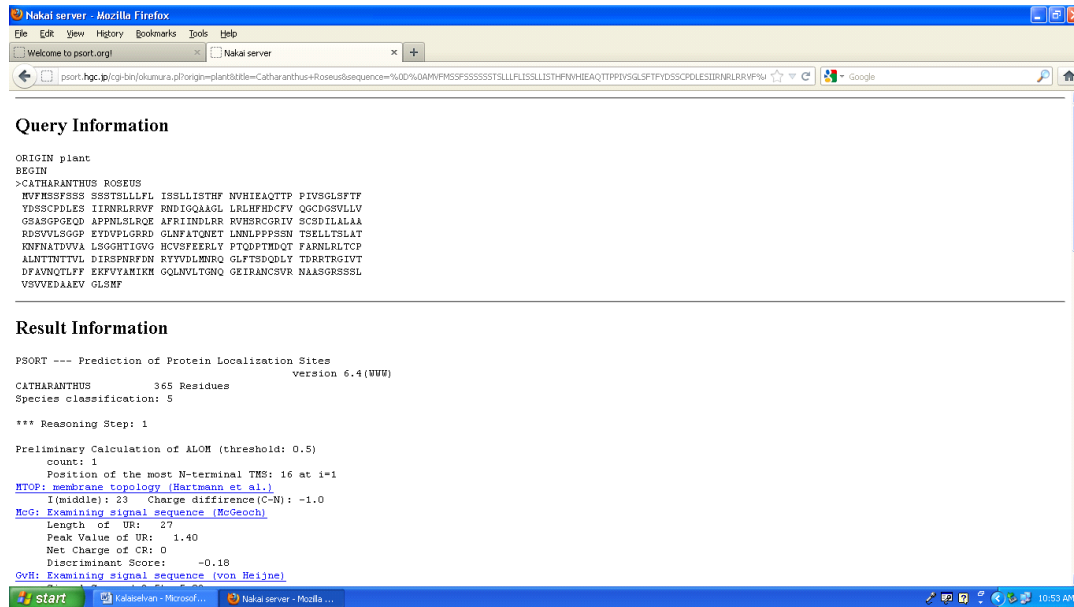 Nakai server - Mozilla Firefox
File Edit View History Bookmarks Tools Help
Welcome to psort.org! × Nakai server × +
psort.hgc.jp/cgi-bin/okumura.pl?origin=plant&title=Catharanthus+Roseus&sequence=%0D%0AMVFMSSFSSSSSSTSLLLFLISSLLISTHFNVHIEAQTTPPIVSGLSFTFYDSSCPDLESIIRNRLRRVF% Google
Query Information
ORIGIN plant
BEGIN
>CATHARANTHUS ROSEUS
MVFMSSFSSS SSSTSLLLFL ISSLLISTHF NVHIEAQTTP PIVSGLSFTF
YDSSCPDLES IIRNRLRRVF RNDIGQAAGL LRLHFHDCFV QGCDGSVLLV
GSASGPGEQD APPNLSLRQE AFRIINDLRR RVHSRCGRIV SCSDILALAA
RDSVVLSGGP EYDVPLGRRD GLNFATQNET LNNLPPPSSN TSELLTSLAT
KNFNATDVVA LSGGHTIGVG HCVSFEERLY PTQDPTMDQT FARNLRLTCP
ALNTTNTTVL DIRSPNRFDN RYYVDLMNRQ GLFTSDQDLY TDRRTRGIVT
DFAVNQTLFF EKFVYAMIKM GQLNVLTGNQ GEIRANCSVR NAASGRSSSL
VSVVEDAAEV GLSMF
Result Information
PSORT --- Prediction of Protein Localization Sites
version 6.4(WWW)
CATHARANTHUS 365 Residues
Species classification: 5
*** Reasoning Step: 1
Preliminary Calculation of ALOM (threshold: 0.5)
count: 1
Position of the most N-terminal TMS: 16 at i=1
MTOP: membrane topology (Hartmann et al.)
I(middle): 23 Charge diffirence(C-N): -1.0
McG: Examining signal sequence (McGeoch)
Length of UR: 27
Peak Value of UR: 1.40
Net Charge of CR: 0
Discriminant Score: -0.18
GvH: Examining signal sequence (von Heijne)
start Kalaiselvan - Microsof... Nakai server - Mozilla ... 10:53 AM